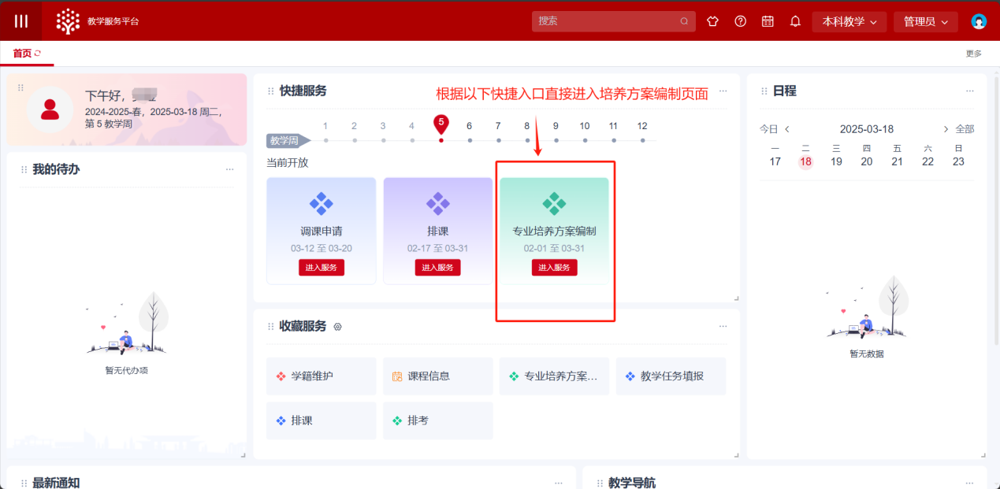 教学服务平台
搜索
本科教学
管理员
首页
更多
下午好，
2024-2025-春，2025-03-18 周二，
第 5 教学周
我的待办
暂无代办项
快捷服务
根据以下快捷入口直接进入培养方案编制页面
1 2 3 4 5 6 7 8 9 10 11 12
教学周
当前开放
调课申请
03-12 至 03-20
进入服务
排课
02-17 至 03-31
进入服务
专业培养方案编制
02-01 至 03-31
进入服务
收藏服务
学籍维护
课程信息
专业培养方案...
教学任务填报
排课
排考
日程
今日 2025-03-18 全部
一 二 三 四 五 六 日
17 18 19 20 21 22 23
暂无数据
最新通知
教学导航